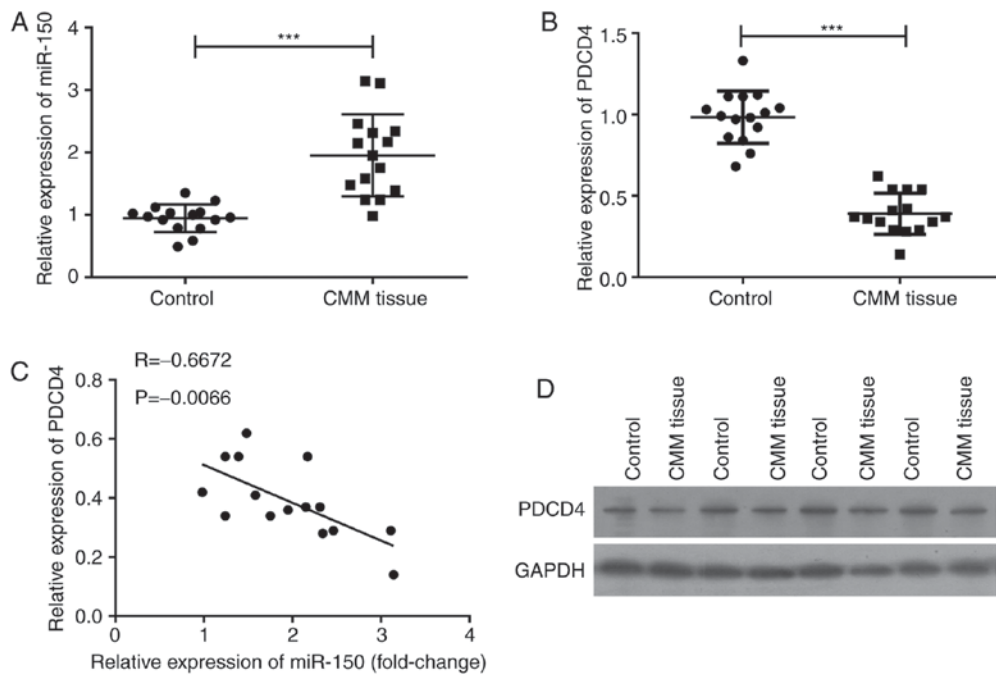 A
Relative expression of miR-150
4
3
2
1
0
***
Control
CMM tissue
B
Relative expression of PDCD4
1.5
1.0
0.5
0.0
***
Control
CMM tissue
C
R=−0.6672
P=−0.0066
Relative expression of PDCD4
0.8
0.6
0.4
0.2
0.0
0
1
2
3
4
Relative expression of miR-150 (fold-change)
D
Control
CMM tissue
Control
CMM tissue
Control
CMM tissue
Control
CMM tissue
PDCD4
GAPDH